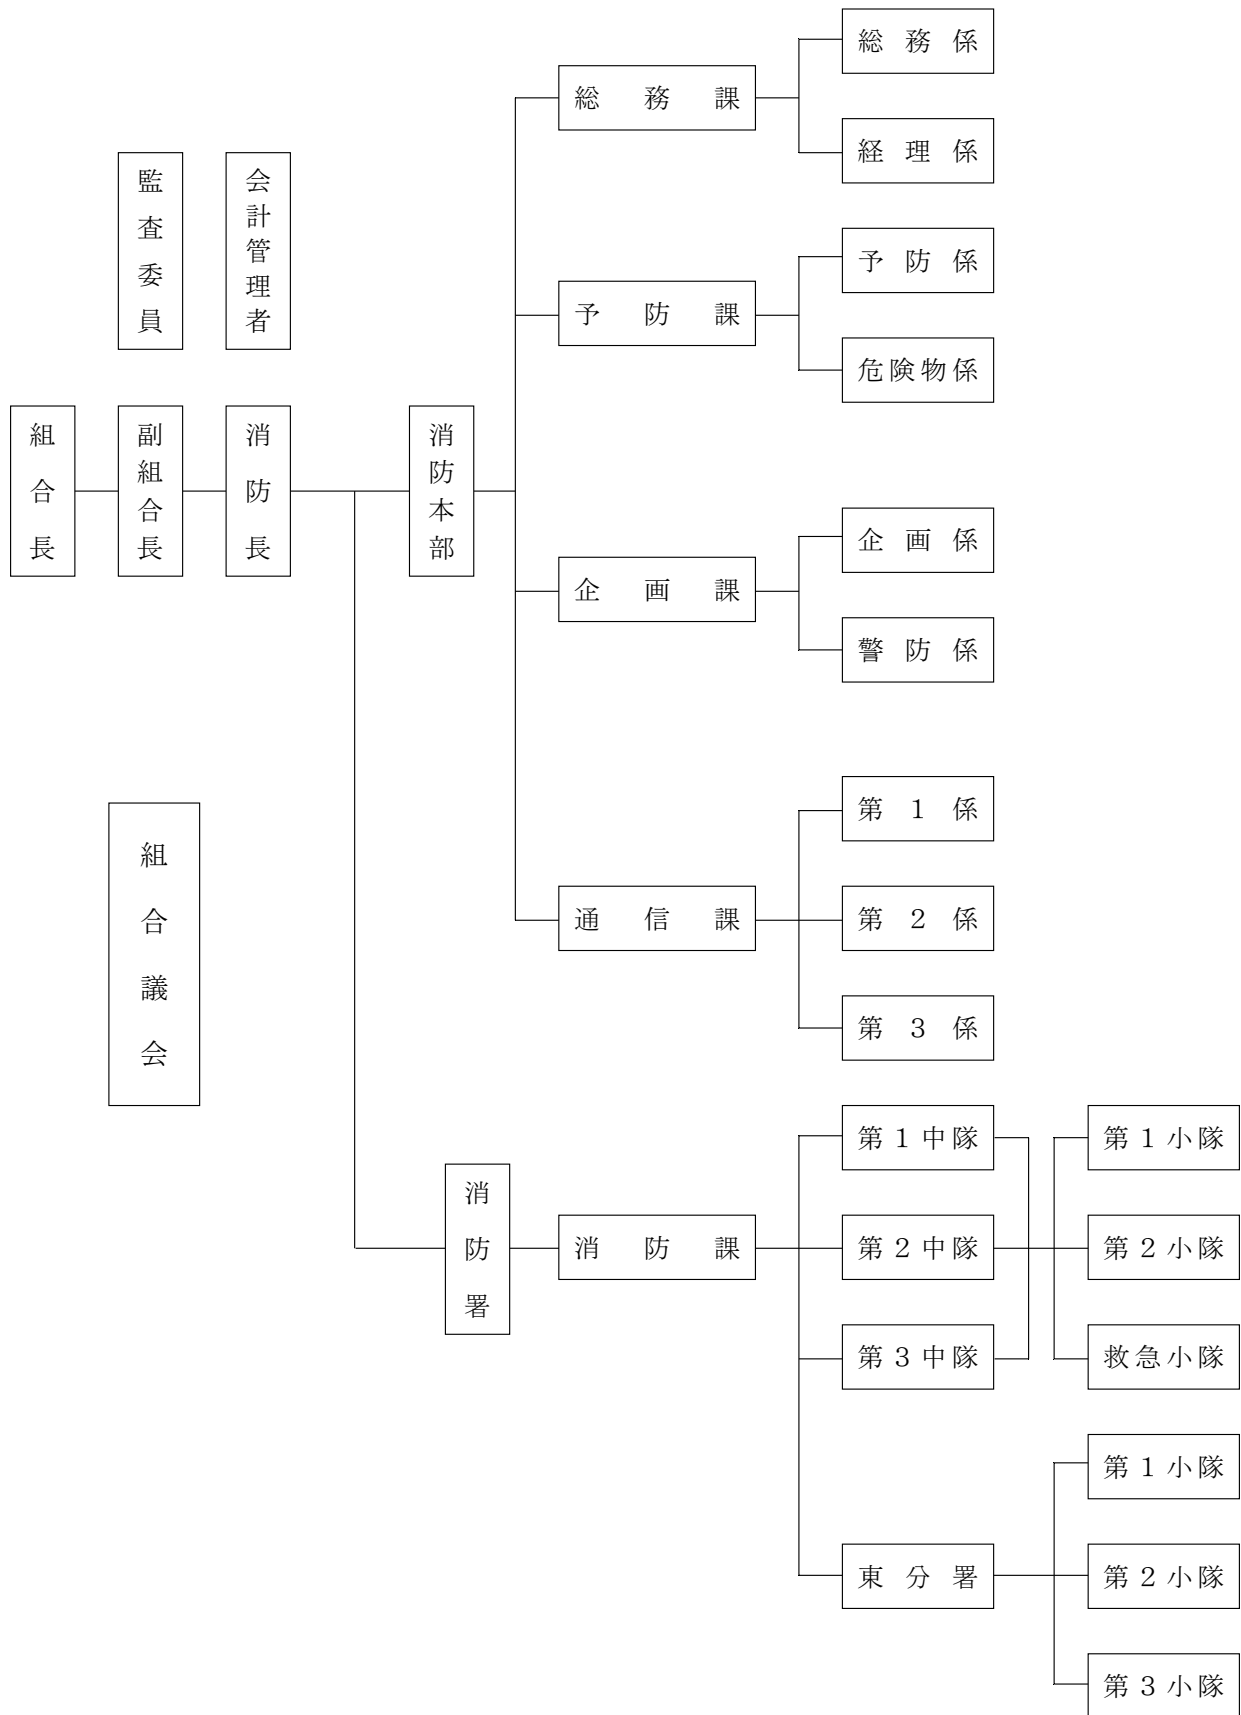 総務係
総務課
経理係
監査委員
会計管理者
予防係
予防課
危険物係
組合長
副組合長
消防長
消防本部
企画係
企画課
警防係
組合議会
第１係
通信課
第２係
第３係
消防署
消防課
第１中隊
第２中隊
第３中隊
第１小隊
第２小隊
救急小隊
東分署
第１小隊
第２小隊
第３小隊